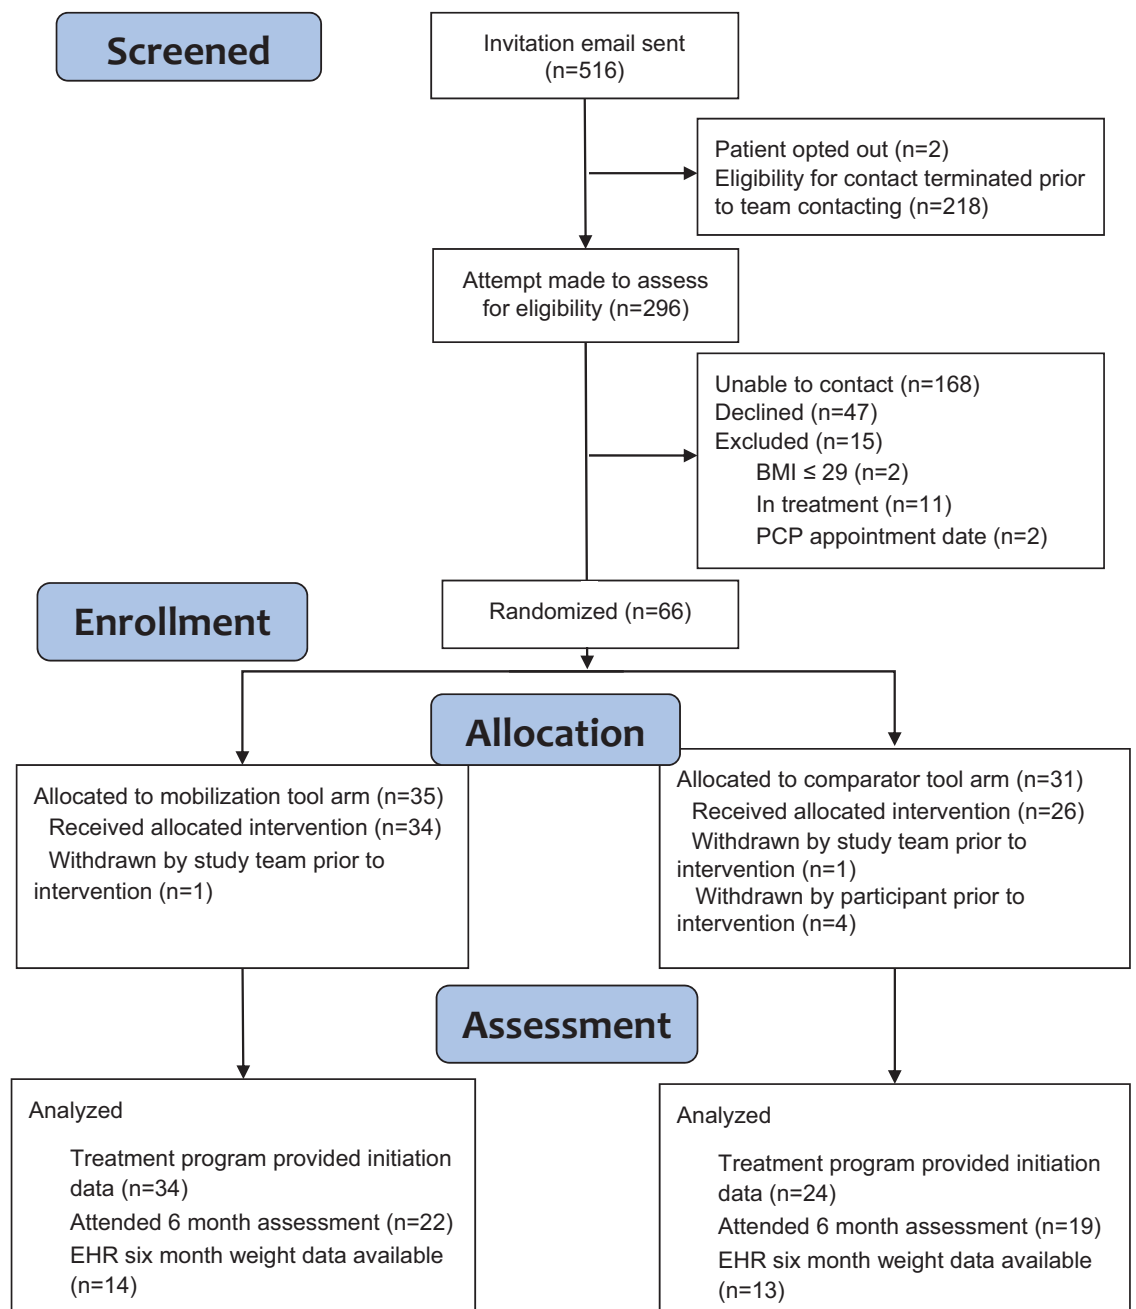 Screened
Invitation email sent
(n=516)
Patient opted out (n=2)
Eligibility for contact terminated prior
to team contacting (n=218)
Attempt made to assess
for eligibility (n=296)
Unable to contact (n=168)
Declined (n=47)
Excluded (n=15)
BMI ≤ 29 (n=2)
In treatment (n=11)
PCP appointment date (n=2)
Enrollment
Randomized (n=66)
Allocation
Allocated to mobilization tool arm (n=35)
Received allocated intervention (n=34)
Withdrawn by study team prior to
intervention (n=1)
Allocated to comparator tool arm (n=31)
Received allocated intervention (n=26)
Withdrawn by study team prior to
intervention (n=1)
Withdrawn by participant prior to
intervention (n=4)
Assessment
Analyzed
Treatment program provided initiation
data (n=34)
Attended 6 month assessment (n=22)
EHR six month weight data available
(n=14)
Analyzed
Treatment program provided initiation
data (n=24)
Attended 6 month assessment (n=19)
EHR six month weight data available
(n=13)